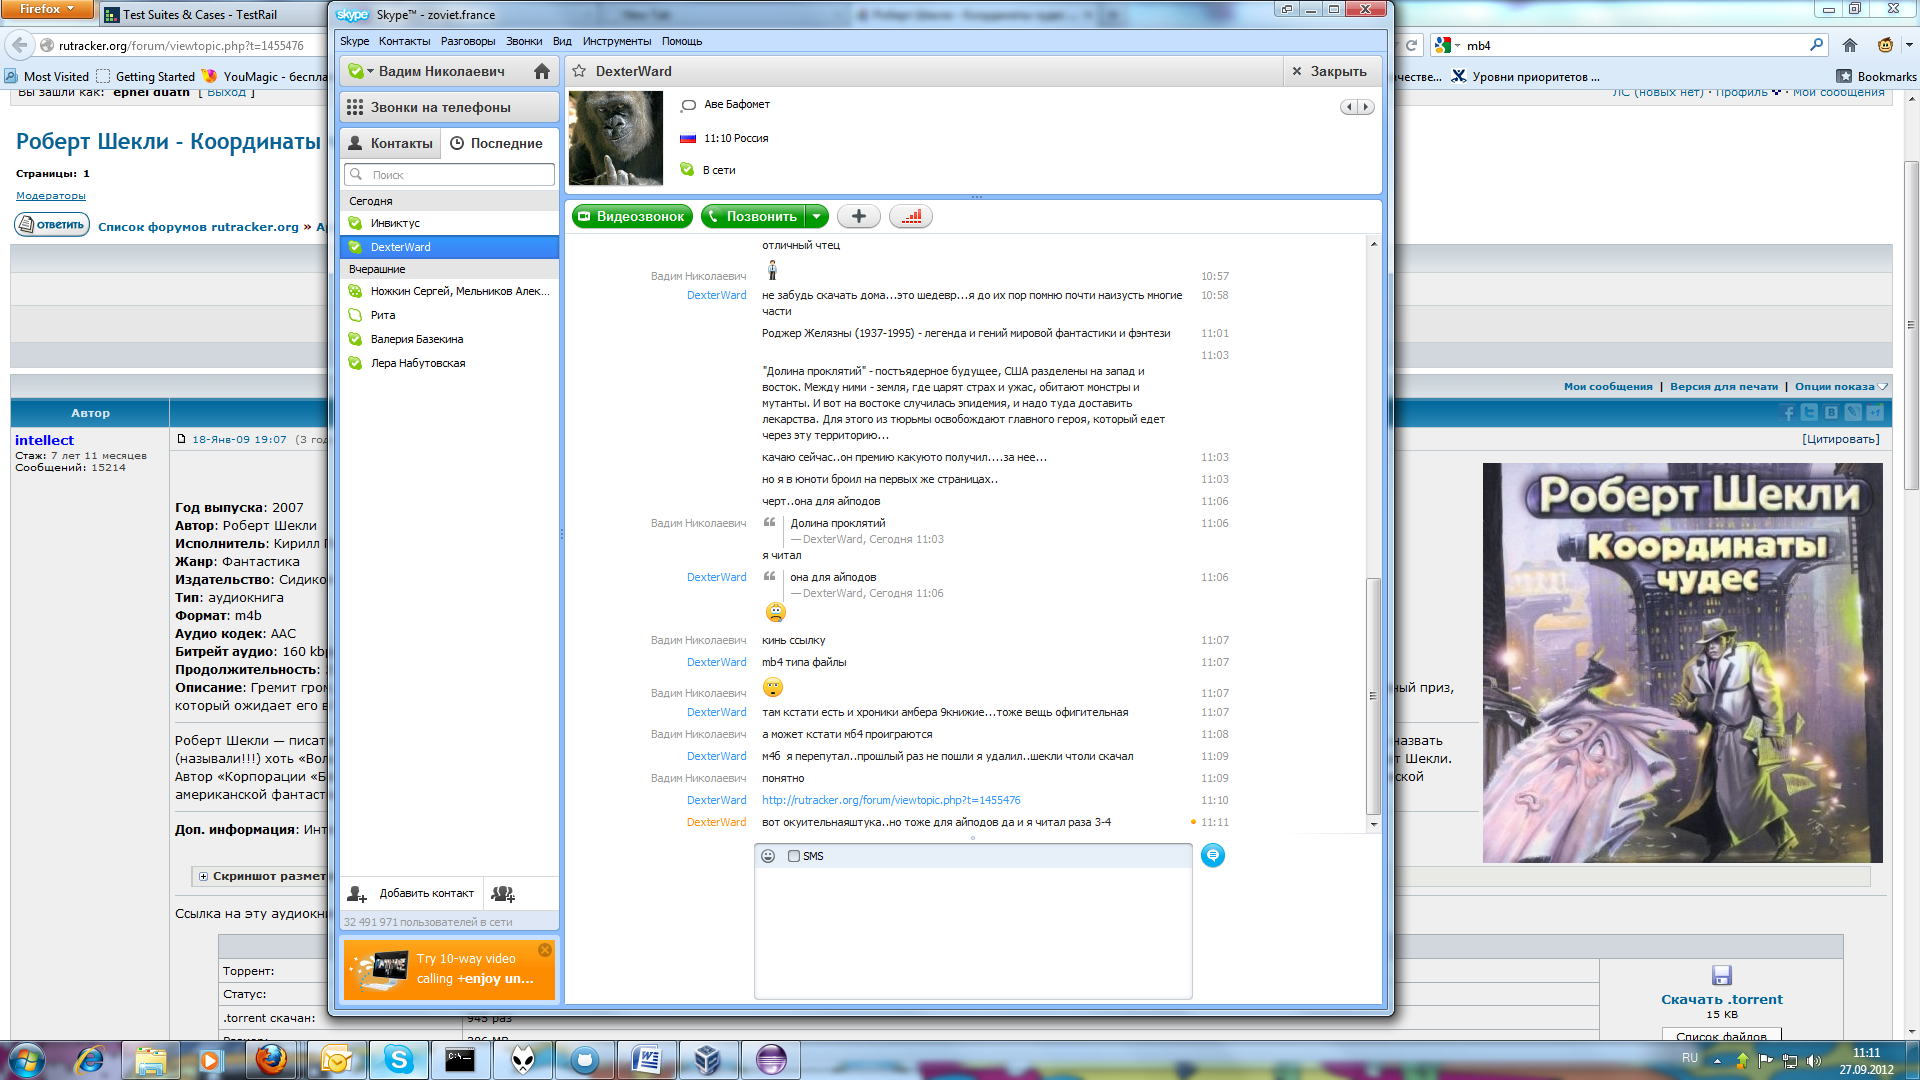 Firefox
Test Suites & Cases - TestRail
rutracker.org/forum/viewtopic.php?t=1455476
mb4
Most Visited
Getting Started
YouMagic - беспла
Уровни приоритетов ...
Bookmarks
Вы зашли как: ephel duath [ Выход ]
ЛС (новых нет) · Профиль · Мои сообщения
Роберт Шекли - Координаты
Страницы: 1
Модераторы
ответить
Список форумов rutracker.org »
Мои сообщения | Версия для печати | Опции показа
Автор
intellect
Стаж: 7 лет 11 месяцев
Сообщений: 15214
18-Янв-09 19:07 (3 год
[Цитировать]
Год выпуска: 2007
Автор: Роберт Шекли
Исполнитель: Кирилл
Жанр: Фантастика
Издательство: Сидико
Тип: аудиокнига
Формат: m4b
Аудио кодек: AAC
Битрейт аудио: 160 kbp
Продолжительность:
Описание: Гремит гром
ный приз,
который ожидает его в
Роберт Шекли — писат
назвать
(называли!!!) хоть «Вол
т Шекли.
Автор «Корпорации «Б
ской
американской фантаст
Доп. информация: Инт
Скриншот размет
Ссылка на эту аудиокни
Торрент:
Статус:
.torrent скачан:
945 раз
Скачать .torrent
15 KB
Список файлов
Роберт Шекли
Координаты
чудес
Skype™ - zoviet.france
Skype Контакты Разговоры Звонки Вид Инструменты Помощь
Вадим Николаевич
Звонки на телефоны
Контакты
Последние
Поиск
Сегодня
Инвиктус
DexterWard
Вчерашние
Ножкин Сергей, Мельников Алек...
Рита
Валерия Базекина
Лера Набутовская
Добавить контакт
32 491 971 пользователей в сети
Try 10-way video
calling +enjoy un...
DexterWard
Закрыть
Аве Бафомет
11:10 Россия
В сети
Видеозвонок
Позвонить
отличный чтец
Вадим Николаевич 10:57
DexterWard не забудь скачать дома...это шедевр...я до их пор помню почти наизусть многие 10:58
части
Роджер Желязны (1937-1995) - легенда и гений мировой фантастики и фэнтези 11:01
11:03
"Долина проклятий" - постъядерное будущее, США разделены на запад и
восток. Между ними - земля, где царят страх и ужас, обитают монстры и
мутанты. И вот на востоке случилась эпидемия, и надо туда доставить
лекарства. Для этого из тюрьмы освобождают главного героя, который едет
через эту территорию...
качаю сейчас..он премию какуюто получил....за нее... 11:03
но я в юноти броил на первых же страницах.. 11:03
черт..она для айподов 11:06
Вадим Николаевич Долина проклятий 11:06
— DexterWard, Сегодня 11:03
я читал
DexterWard она для айподов 11:06
— DexterWard, Сегодня 11:06
Вадим Николаевич кинь ссылку 11:07
DexterWard mb4 типа файлы 11:07
Вадим Николаевич 11:07
DexterWard там кстати есть и хроники амбера 9книжие...тоже вещь офигительная 11:07
Вадим Николаевич а может кстати мб4 проиграются 11:08
DexterWard м4б я перепутал..прошлый раз не пошли я удалил..шекли чтоли скачал 11:09
Вадим Николаевич понятно 11:09
DexterWard http://rutracker.org/forum/viewtopic.php?t=1455476 11:10
DexterWard вот окуительнаяштука..но тоже для айподов да и я читал раза 3-4 11:11
SMS
RU
11:11
27.09.2012